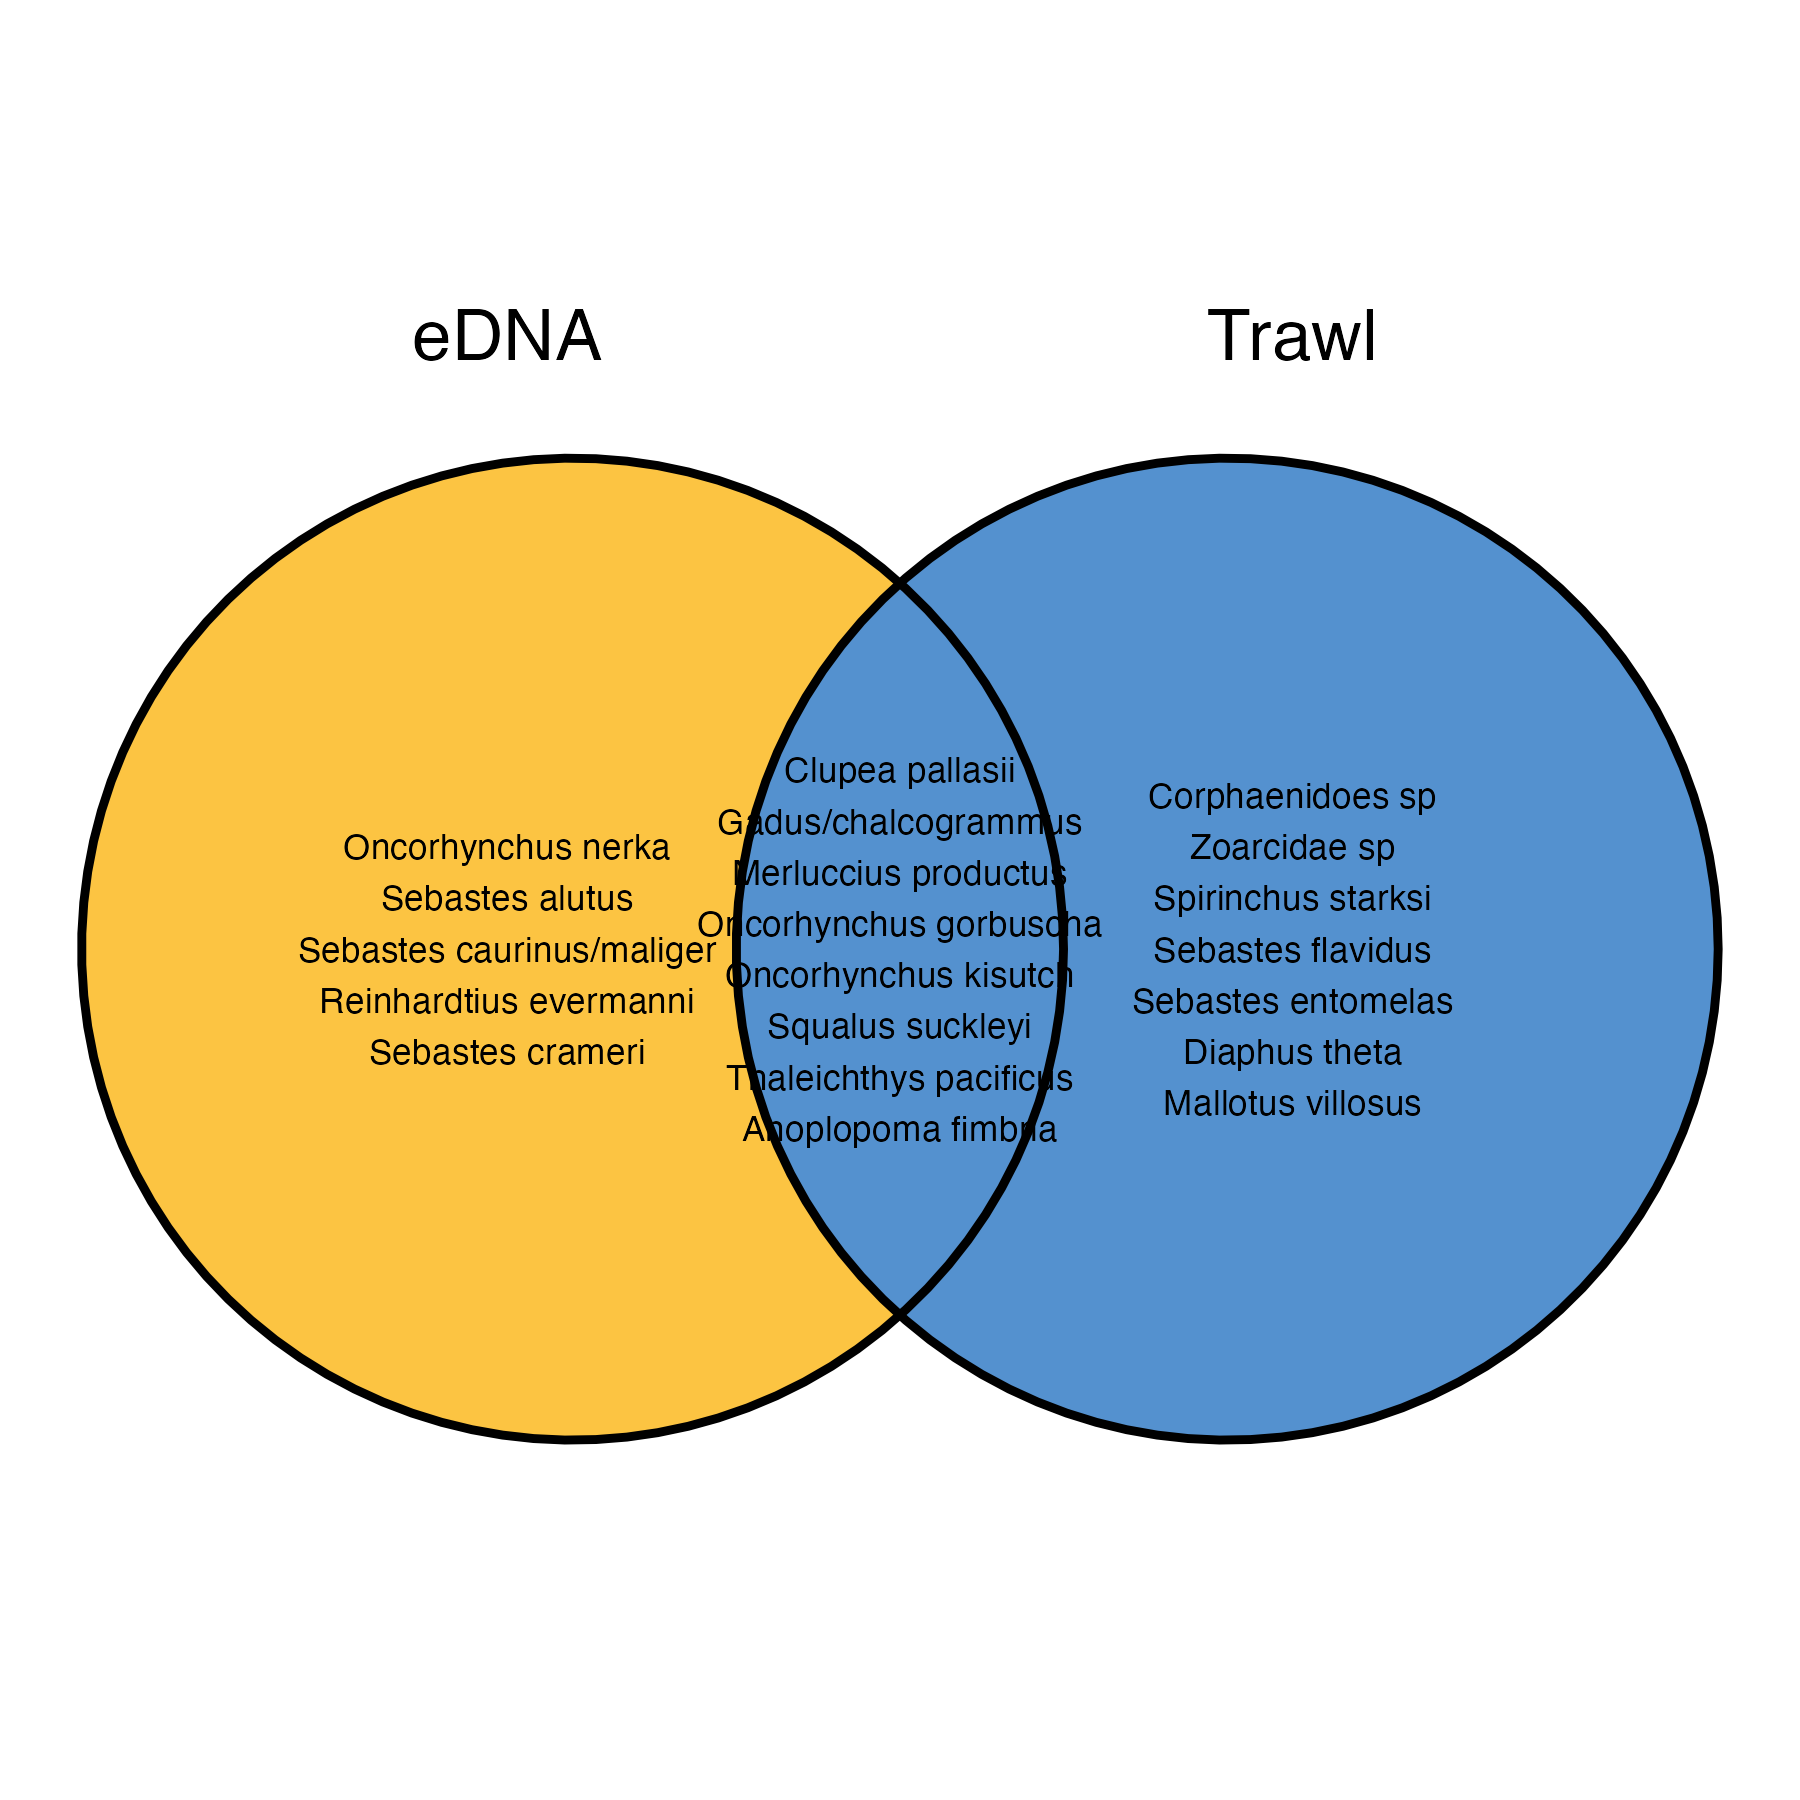 eDNA
Trawl
Oncorhynchus nerka
Sebastes alutus
Sebastes caurinus/maliger
Reinhardtius evermanni
Sebastes crameri
Clupea pallasii
Gadus/chalcogrammus
Merluccius productus
Oncorhynchus gorbuscha
Oncorhynchus kisutch
Squalus suckleyi
Thaleichthys pacificus
Anoplopoma fimbria
Corphaenidoes sp
Zoarcidae sp
Spirinchus starksi
Sebastes flavidus
Sebastes entomelas
Diaphus theta
Mallotus villosus